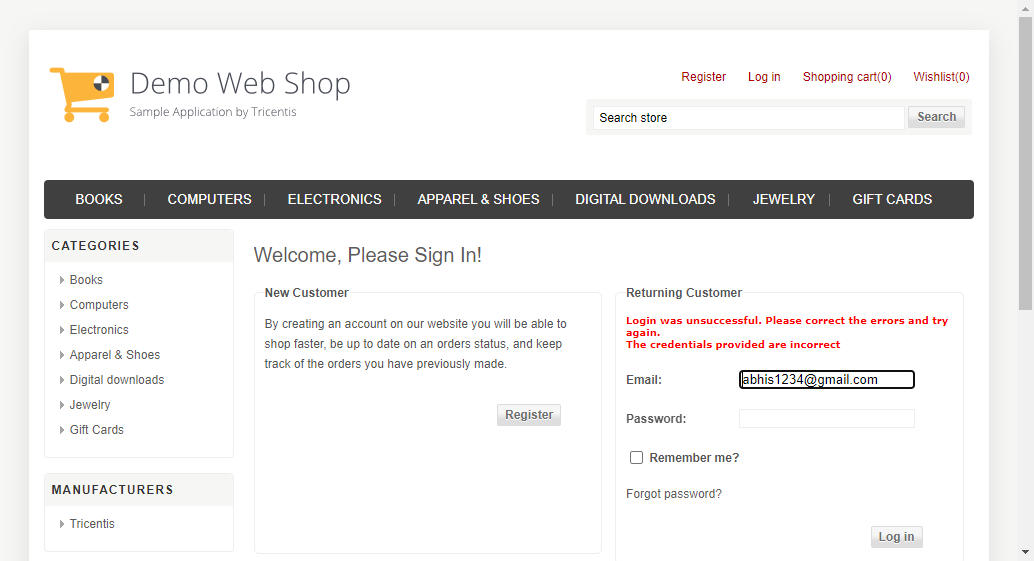 Demo Web Shop
Sample Application by Tricentis
Register
Log in
Shopping cart(0)
Wishlist(0)
Search store
Search
BOOKS
COMPUTERS
ELECTRONICS
APPAREL & SHOES
DIGITAL DOWNLOADS
JEWELRY
GIFT CARDS
CATEGORIES
Books
Computers
Electronics
Apparel & Shoes
Digital downloads
Jewelry
Gift Cards
MANUFACTURERS
Tricentis
Welcome, Please Sign In!
New Customer
By creating an account on our website you will be able to
shop faster, be up to date on an orders status, and keep
track of the orders you have previously made.
Register
Returning Customer
Login was unsuccessful. Please correct the errors and try
again.
The credentials provided are incorrect
Email:
abhis1234@gmail.com
Password:
Remember me?
Forgot password?
Log in